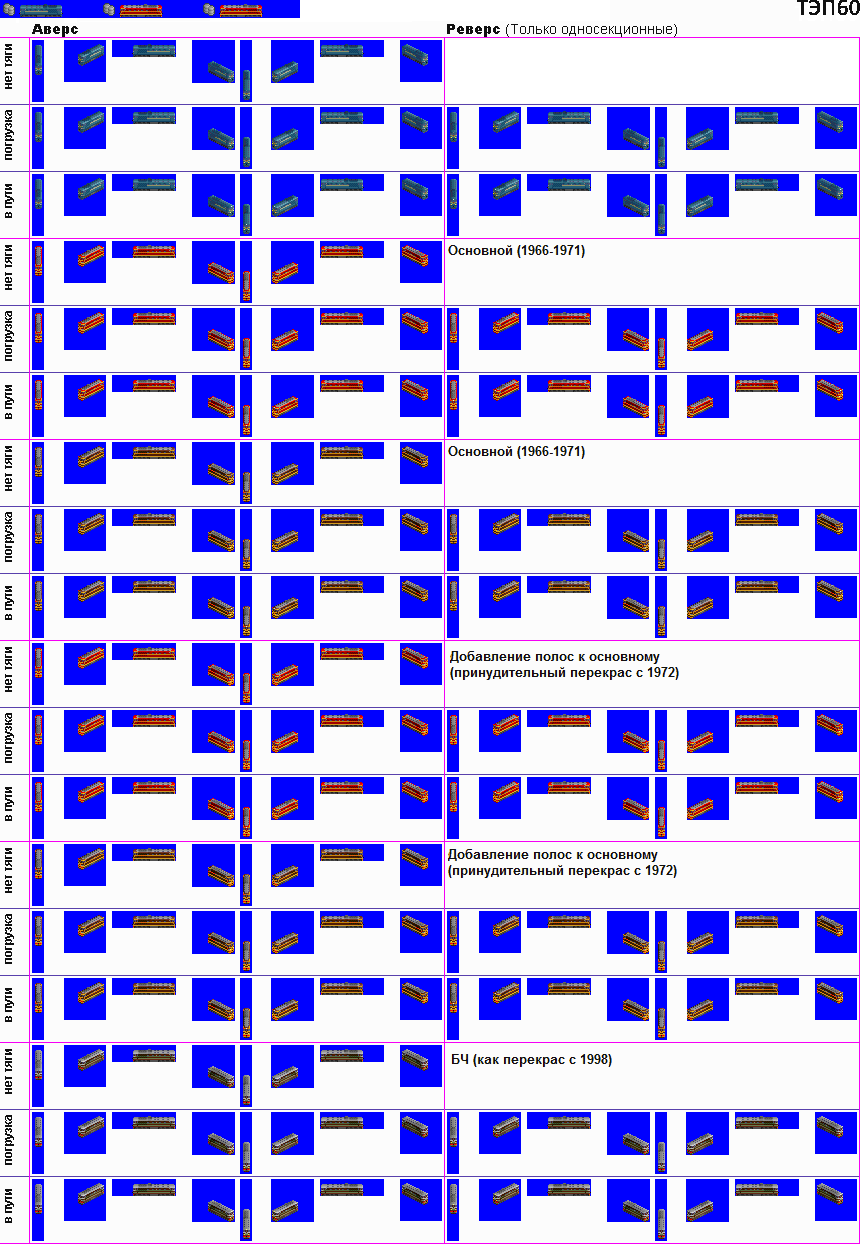 ТЭП60
Аверс
Реверс (Только односекционные)
нет тяги
погрузка
в пути
нет тяги
Основной (1966-1971)
погрузка
в пути
нет тяги
Основной (1966-1971)
погрузка
в пути
нет тяги
Добавление полос к основному
(принудительный перекрас с 1972)
погрузка
в пути
нет тяги
Добавление полос к основному
(принудительный перекрас с 1972)
погрузка
в пути
нет тяги
БЧ (как перекрас с 1998)
погрузка
в пути